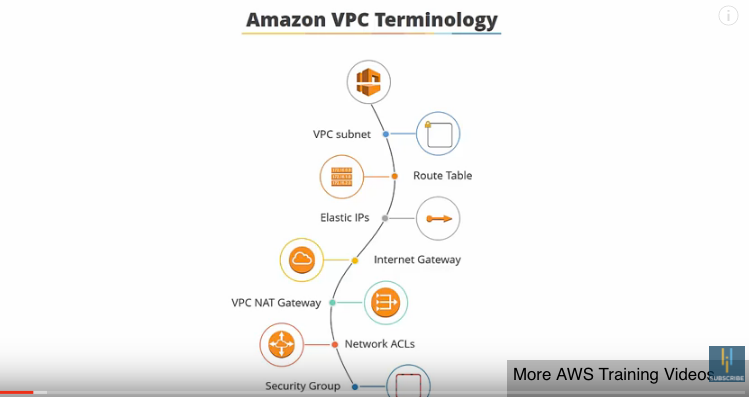 Amazon VPC Terminology
VPC subnet
Route Table
Elastic IPs
Internet Gateway
VPC NAT Gateway
Network ACLs
Security Group
More AWS Training Videos
SUBSCRIBE